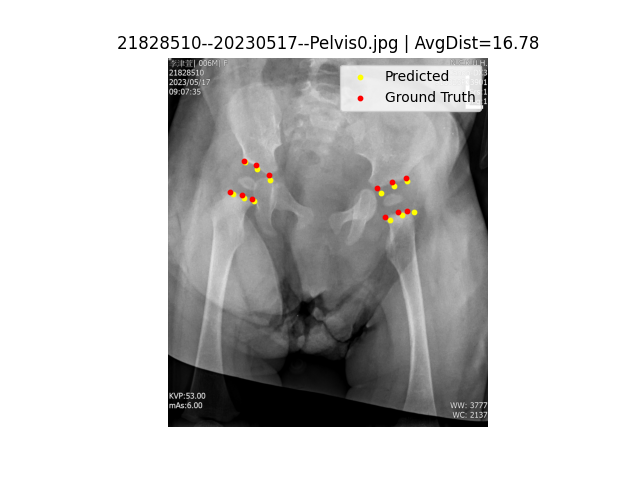 21828510--20230517--Pelvis0.jpg | AvgDist=16.78
006M| F
21828510
2023/05/17
09:07:35
Predicted
Ground Truth
KVP:53.00
mAs:6.00
WW: 3777
WC: 2137